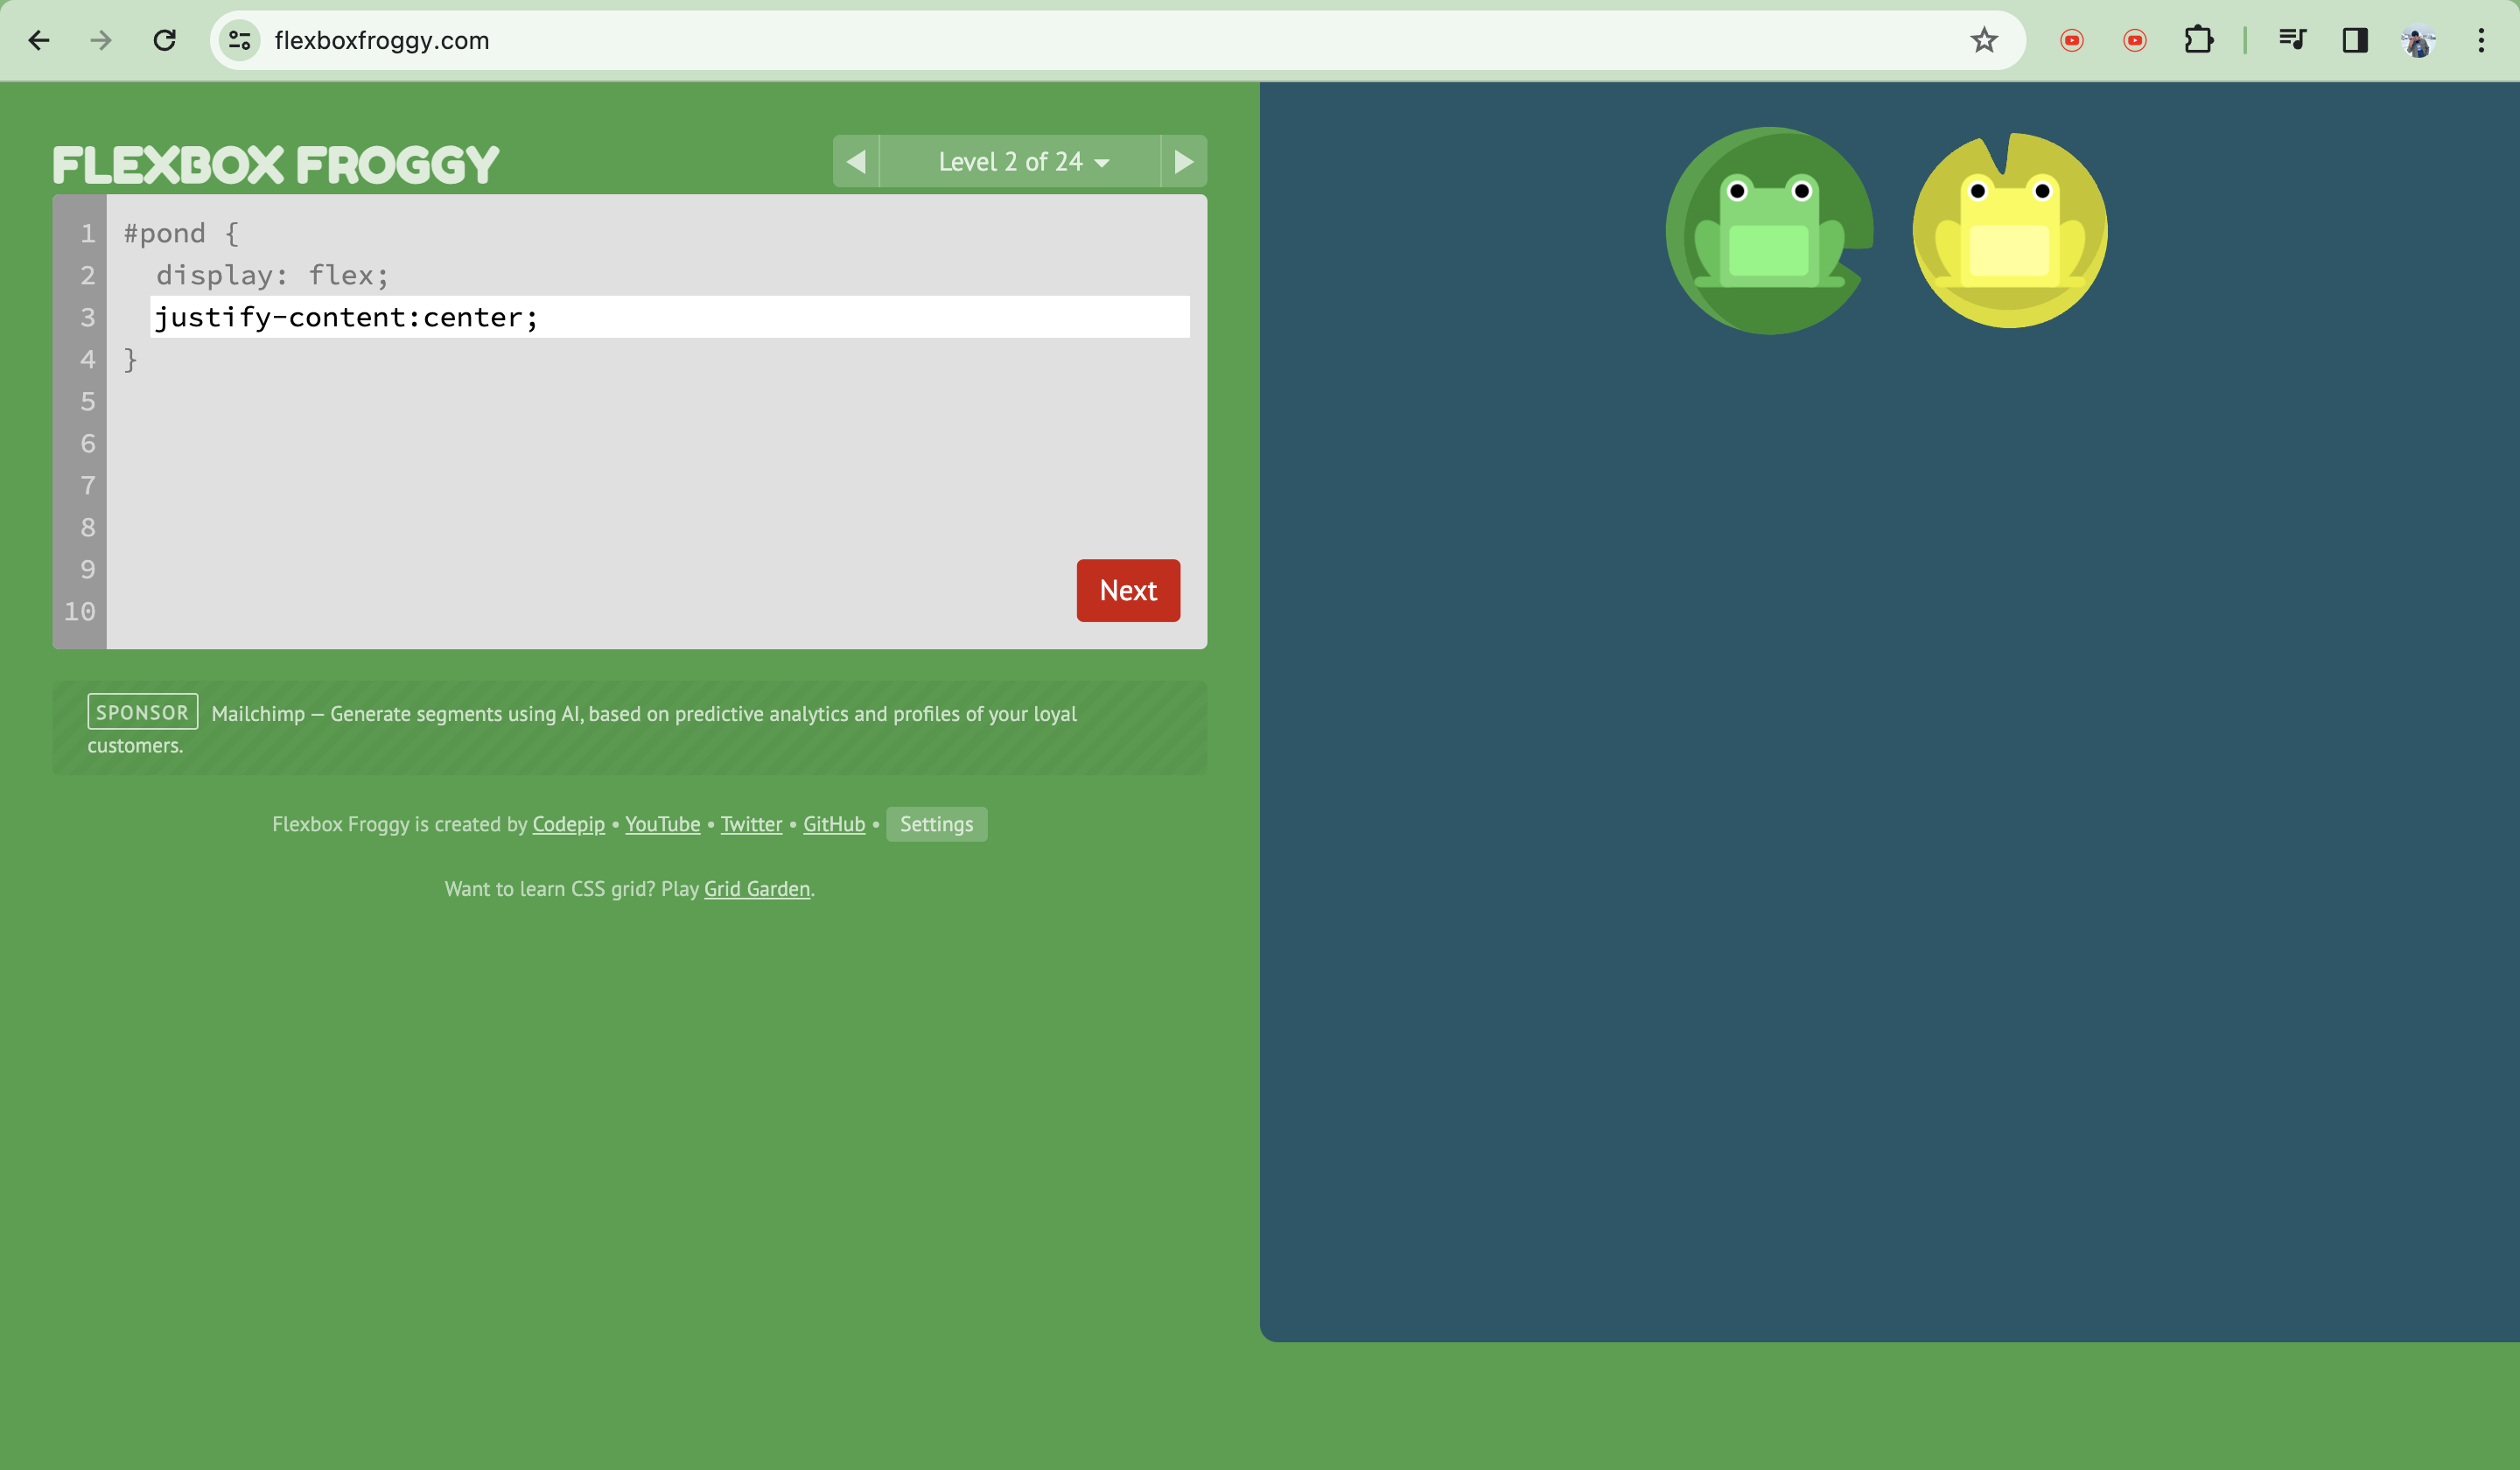 flexboxfroggy.com
FLEXBOX FROGGY
Level 2 of 24
1 #pond {
2 display: flex;
3 justify-content:center;
4 }
5
6
7
8
9
10
Next
SPONSOR Mailchimp — Generate segments using AI, based on predictive analytics and profiles of your loyal
customers.
Flexbox Froggy is created by Codepip • YouTube • Twitter • GitHub • Settings
Want to learn CSS grid? Play Grid Garden.